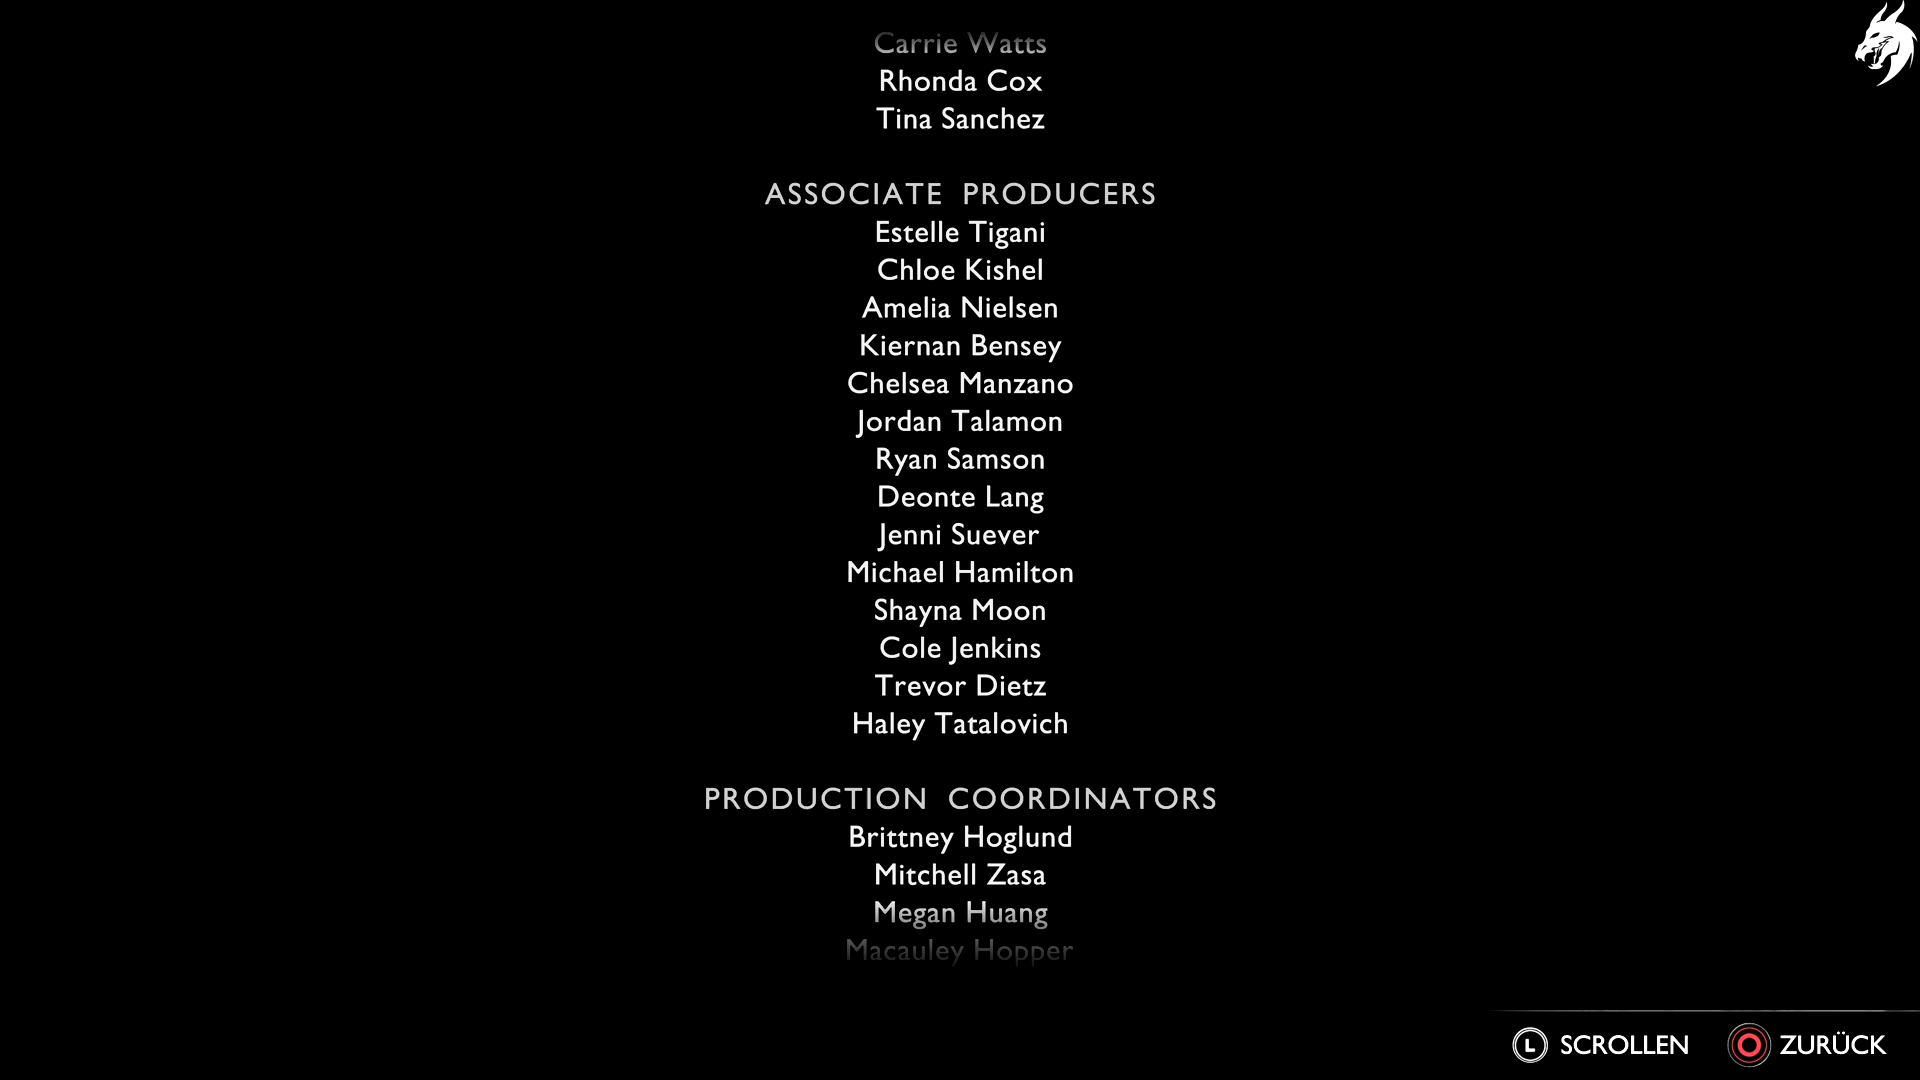 Carrie Watts
Rhonda Cox
Tina Sanchez
ASSOCIATE PRODUCERS
Estelle Tigani
Chloe Kishel
Amelia Nielsen
Kiernan Bensey
Chelsea Manzano
Jordan Talamon
Ryan Samson
Deonte Lang
Jenni Suever
Michael Hamilton
Shayna Moon
Cole Jenkins
Trevor Dietz
Haley Tatalovich
PRODUCTION COORDINATORS
Brittney Hoglund
Mitchell Zasa
Megan Huang
Macauley Hopper
L SCROLLEN ZURÜCK